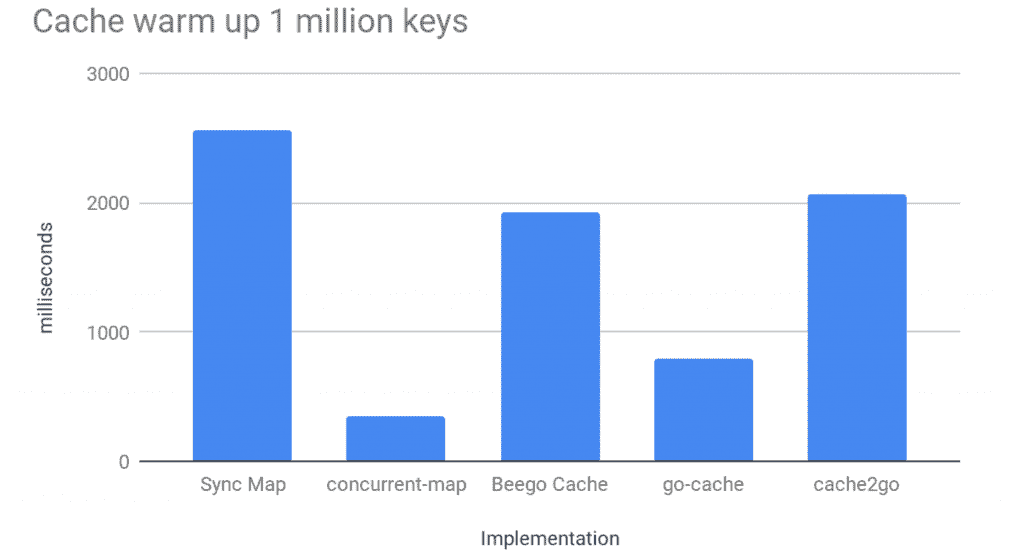 Cache warm up 1 million keys
3000
2000
1000
0
milliseconds
Sync Map concurrent-map Beego Cache go-cache cache2go
Implementation